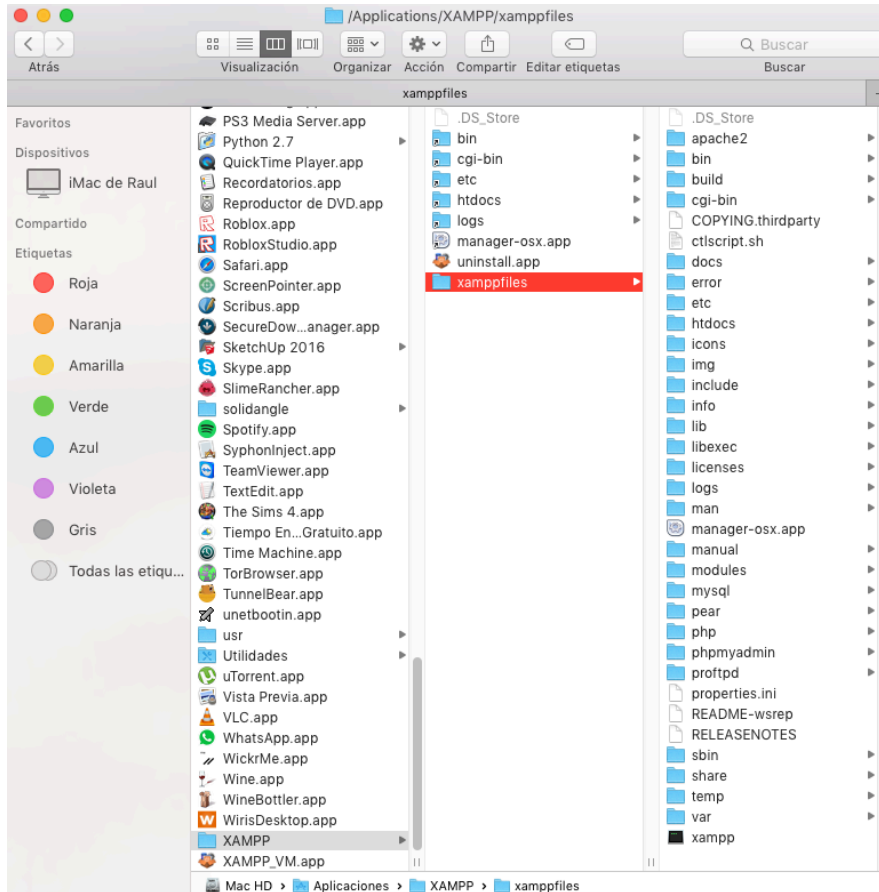 /Applications/XAMPP/xamppfiles
Atrás
Visualización
Organizar
Acción
Compartir
Editar etiquetas
Buscar
Buscar
xamppfiles
Favoritos
Dispositivos
iMac de Raul
Compartido
Etiquetas
Roja
Naranja
Amarilla
Verde
Azul
Violeta
Gris
Todas las etiqu...
PS3 Media Server.app
Python 2.7
QuickTime Player.app
Recordatorios.app
Reproductor de DVD.app
Roblox.app
RobloxStudio.app
Safari.app
ScreenPointer.app
Scribus.app
SecureDow...anager.app
SketchUp 2016
Skype.app
SlimeRancher.app
solidangle
Spotify.app
SyphonInject.app
TeamViewer.app
TextEdit.app
The Sims 4.app
Tiempo En...Gratuito.app
Time Machine.app
TorBrowser.app
TunnelBear.app
unetbootin.app
usr
Utilidades
uTorrent.app
Vista Previa.app
VLC.app
WhatsApp.app
WickrMe.app
Wine.app
WineBottler.app
WirisDesktop.app
XAMPP
XAMPP_VM.app
.DS_Store
bin
cgi-bin
etc
htdocs
logs
manager-osx.app
uninstall.app
xamppfiles
.DS_Store
apache2
bin
build
cgi-bin
COPYING.thirdparty
ctlscript.sh
docs
error
etc
htdocs
icons
img
include
info
lib
libexec
licenses
logs
man
manager-osx.app
manual
modules
mysql
pear
php
phpmyadmin
proftpd
properties.ini
README-wsrep
RELEASENOTES
sbin
share
temp
var
xampp
Mac HD › Aplicaciones › XAMPP › xamppfiles